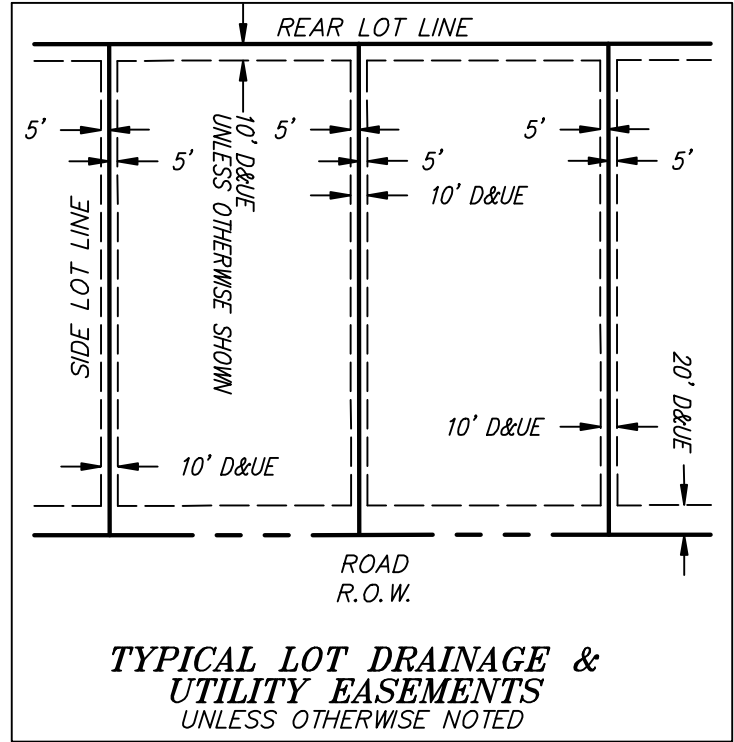 REAR LOT LINE
5'
5'
10' D&UE
UNLESS OTHERWISE SHOWN
5'
5'
10' D&UE
5'
5'
SIDE LOT LINE
20' D&UE
10' D&UE
10' D&UE
ROAD
R.O.W.
TYPICAL LOT DRAINAGE &
UTILITY EASEMENTS
UNLESS OTHERWISE NOTED